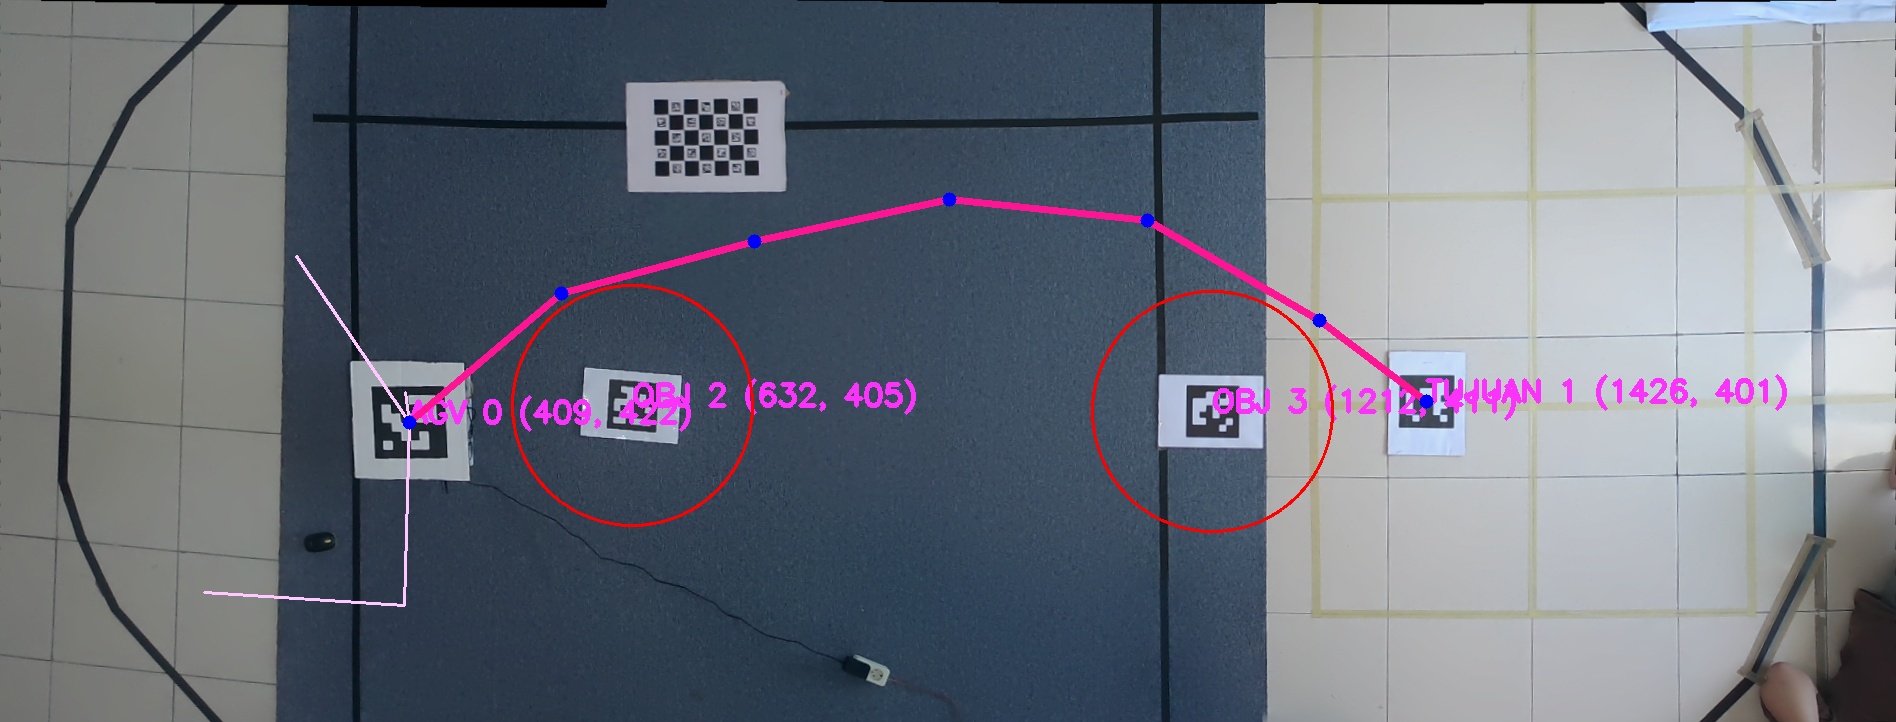 AGV 0 (409, 422)
OBJ 2 (632, 405)
OBJ 3 (1212, 411)
TUJUAN 1 (1426, 401)